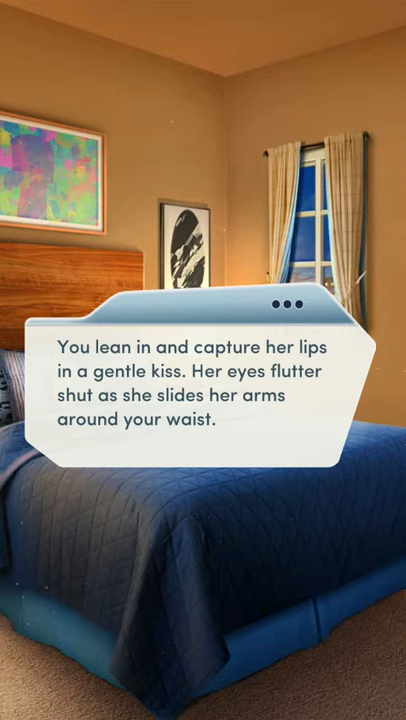 You lean in and capture her lips
in a gentle kiss. Her eyes flutter
shut as she slides her arms
around your waist.